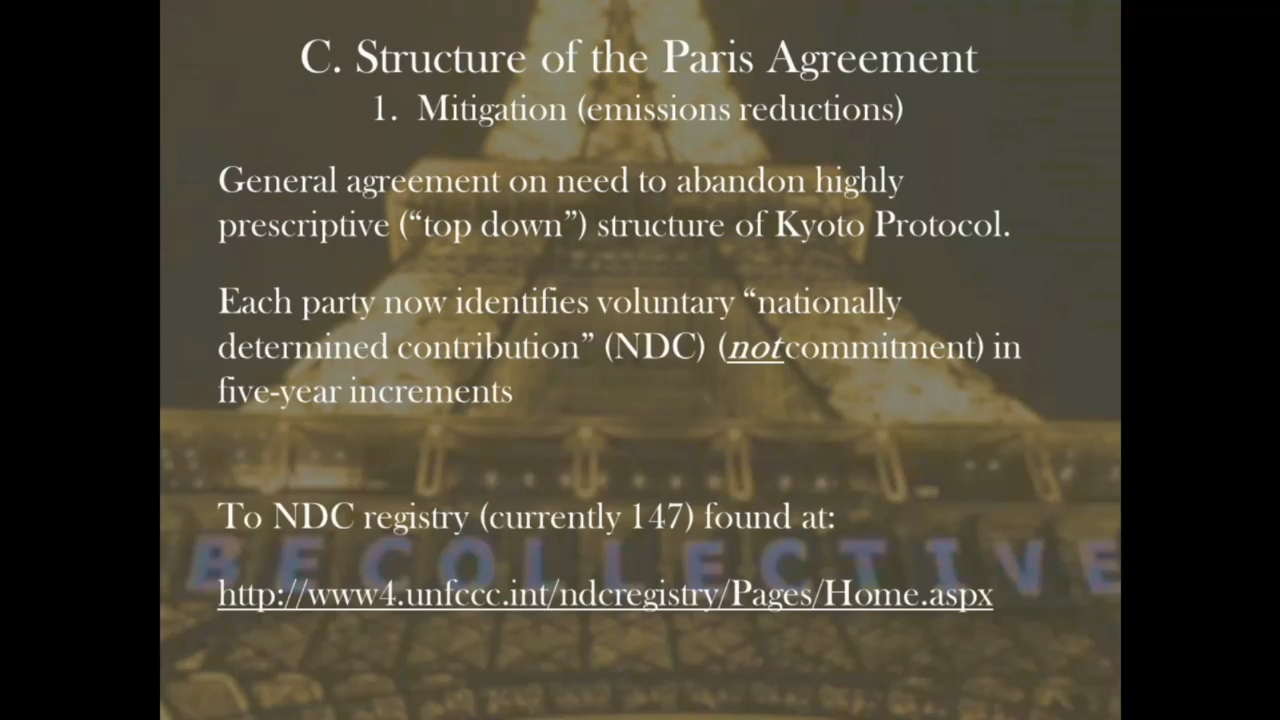 C. Structure of the Paris Agreement
1. Mitigation (emissions reductions)
General agreement on need to abandon highly
prescriptive (“top down”) structure of Kyoto Protocol.
Each party now identifies voluntary “nationally
determined contribution” (NDC) (not commitment) in
five-year increments
To NDC registry (currently 147) found at:
BECOLLECTIVE
http://www4.unfccc.int/ndcregistry/Pages/Home.aspx